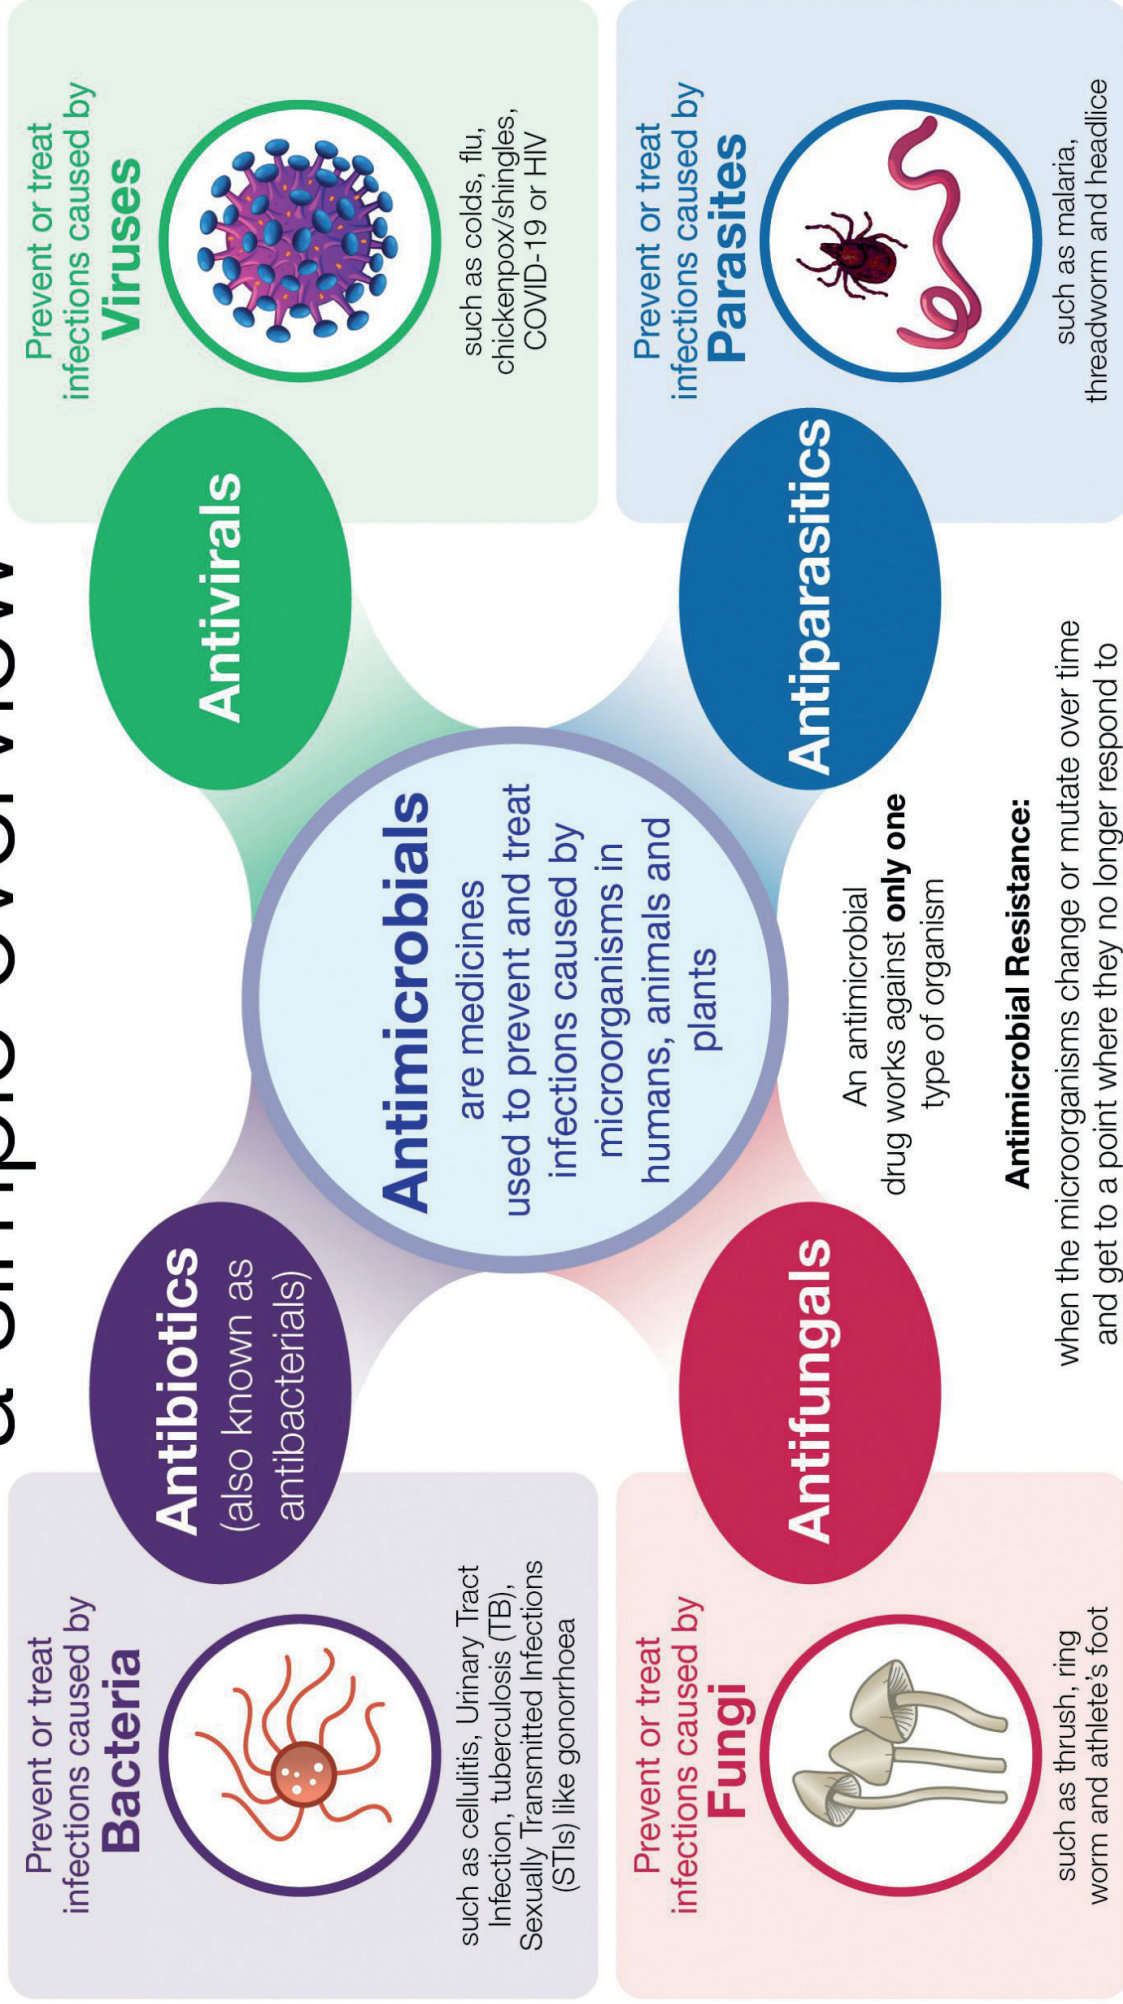 a simple overview
Prevent or treat
infections caused by
Bacteria
such as cellulitis, Urinary Tract
Infection, tuberculosis (TB),
Sexually Transmitted Infections
(STIs) like gonorrhoea
Antibiotics
(also known as
antibacterials)
Antivirals
Prevent or treat
infections caused by
Viruses
such as colds, flu,
chickenpox/shingles,
COVID-19 or HIV
Antimicrobials
are medicines
used to prevent and treat
infections caused by
microorganisms in
humans, animals and
plants
Prevent or treat
infections caused by
Fungi
such as thrush, ring
worm and athlete's foot
Antifungals
Antiparasitics
Prevent or treat
infections caused by
Parasites
such as malaria,
threadworm and headlice
An antimicrobial
drug works against only one
type of organism
Antimicrobial Resistance:
when the microorganisms change or mutate over time
and get to a point where they no longer respond to